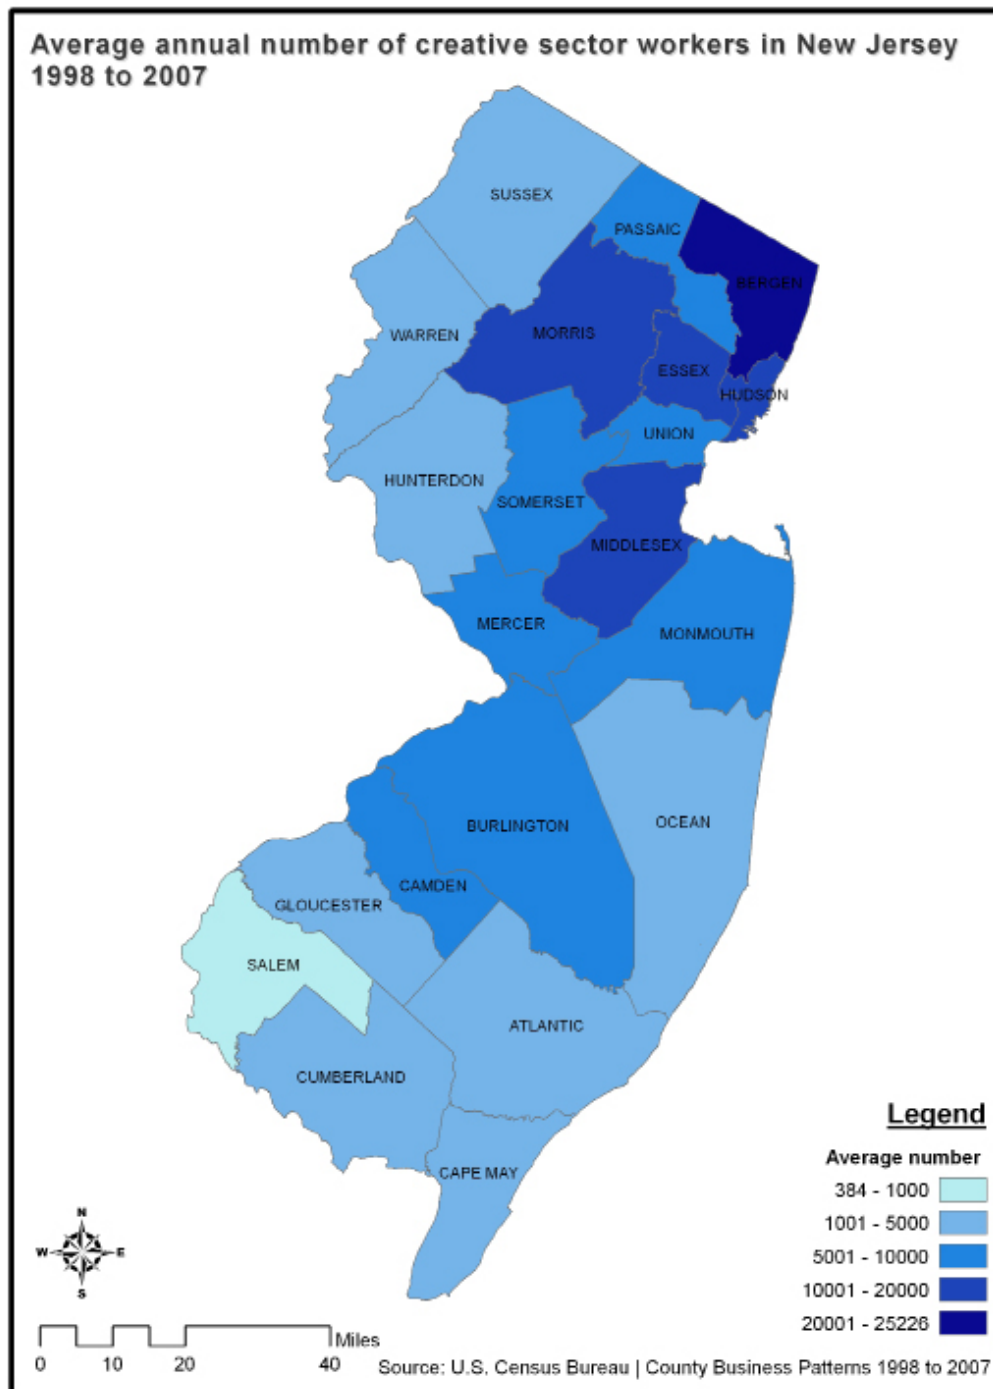 Average annual number of creative sector workers in New Jersey
1998 to 2007
SUSSEX
PASSAIC
BERGEN
WARREN
MORRIS
ESSEX
HUDSON
UNION
HUNTERDON
SOMERSET
MIDDLESEX
MERCER
MONMOUTH
OCEAN
BURLINGTON
CAMDEN
GLOUCESTER
SALEM
ATLANTIC
CUMBERLAND
CAPE MAY
Legend
Average number
384 - 1000
1001 - 5000
5001 - 10000
10001 - 20000
20001 - 25226
N
W E
S
Miles
0 10 20 40
Source: U.S. Census Bureau | County Business Patterns 1998 to 2007